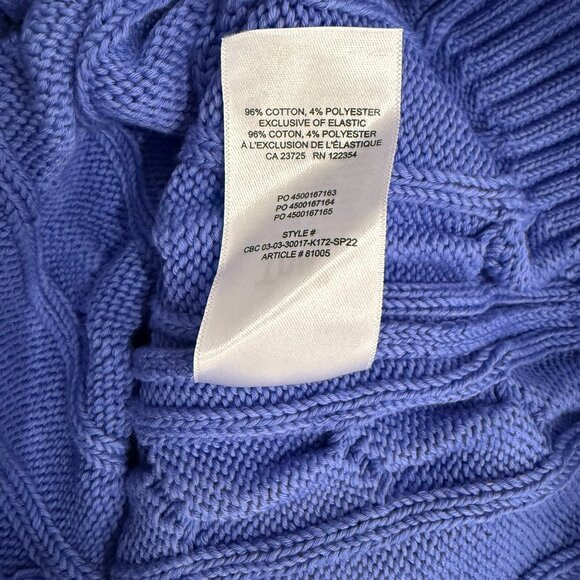 96% COTTON, 4% POLYESTER
EXCLUSIVE OF ELASTIC
96% COTON, 4% POLYESTER
À L'EXCLUSION DE L'ÉLASTIQUE
CA 23725 RN 122354
PO 4500167163
PO 4500167164
PO 4500167165
STYLE #
CBC 03-03-30017-K172-SP22
ARTICLE # 81005